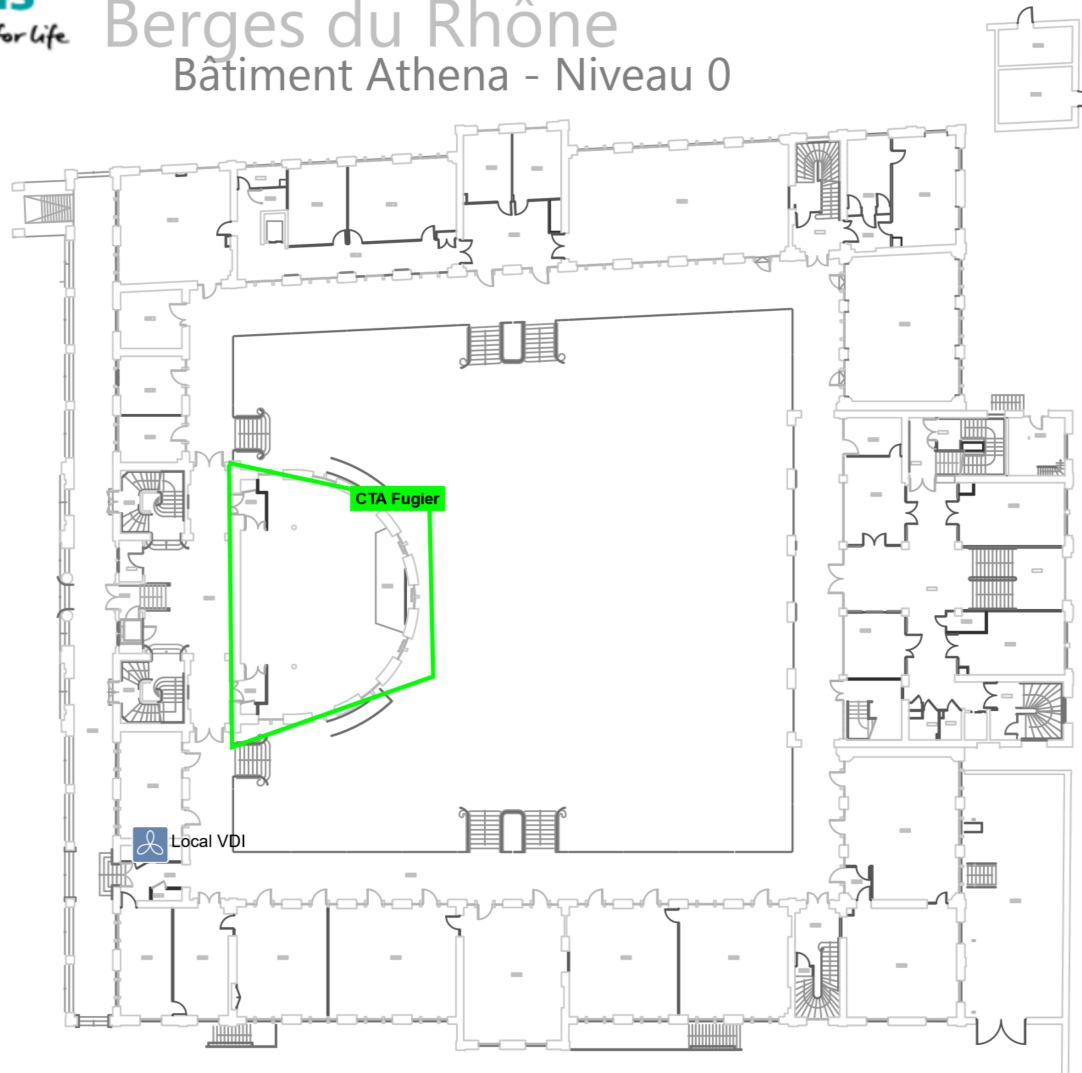 for life
Berges du Rhône
Bâtiment Athena - Niveau 0
CTA Fugier
Local VDI